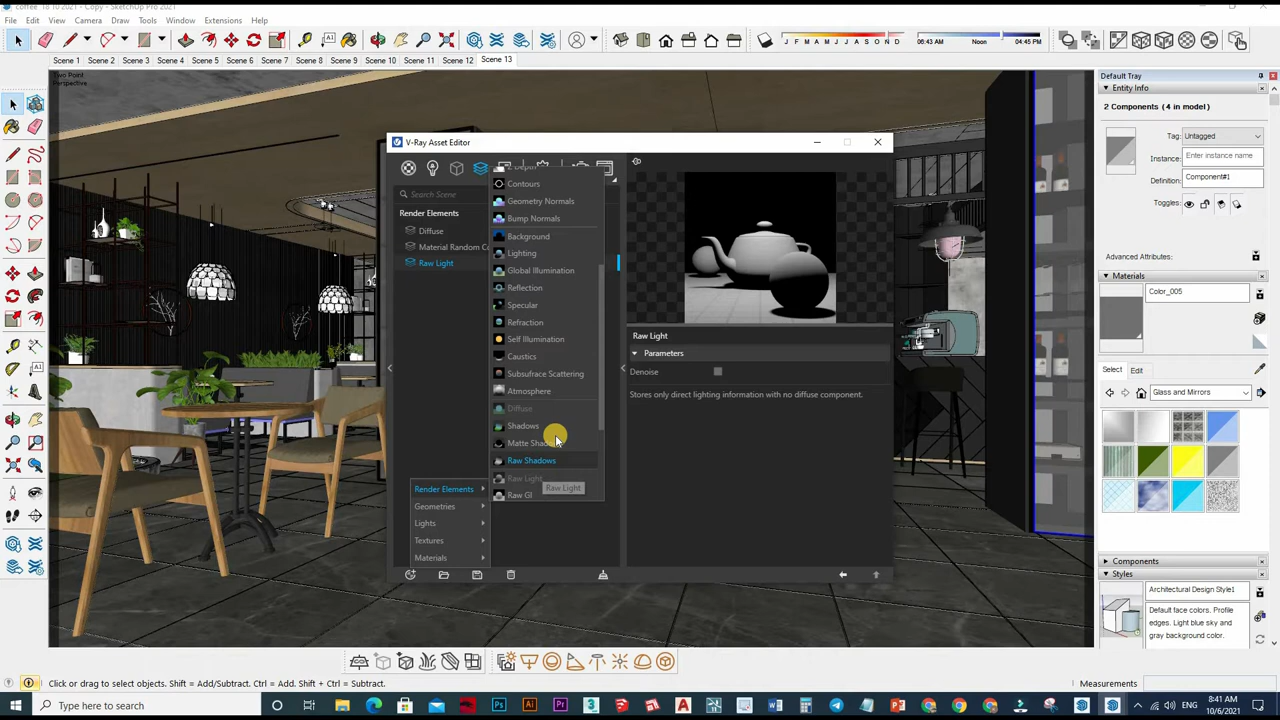 coffee 18 10 2021 - Copy - SketchUp Pro 2021
File Edit View Camera Draw Tools Window Extensions Help
J F M A M J J A S O N D
06:43 AM Noon 04:45 PM
Scene 1 Scene 2 Scene 3 Scene 4 Scene 5 Scene 6 Scene 7 Scene 8 Scene 9 Scene 10 Scene 11 Scene 12 Scene 13
Two Point
Perspective
V-Ray Asset Editor
Search Scene
Render Elements
Diffuse
Material Random Co
Raw Light
Z Depth
Contours
Geometry Normals
Bump Normals
Background
Lighting
Global Illumination
Reflection
Specular
Refraction
Self Illumination
Caustics
Subsufrace Scattering
Atmosphere
Diffuse
Shadows
Matte Shado
Raw Shadows
Raw Light
Raw Light
Raw GI
Render Elements
Geometries
Lights
Textures
Materials
Raw Light
Parameters
Denoise
Stores only direct lighting information with no diffuse component.
Default Tray
Entity Info
2 Components (4 in model)
Tag: Untagged
Instance: Enter instance name
Definition: Component#1
Toggles:
Advanced Attributes:
Materials
Color_005
Select Edit
Glass and Mirrors
Components
Styles
Architectural Design Style1
Default face colors. Profile
edges. Light blue sky and
gray background color.
Click or drag to select objects. Shift = Add/Subtract. Ctrl = Add. Shift + Ctrl = Subtract.
Measurements
Type here to search
8:41 AM
10/6/2021